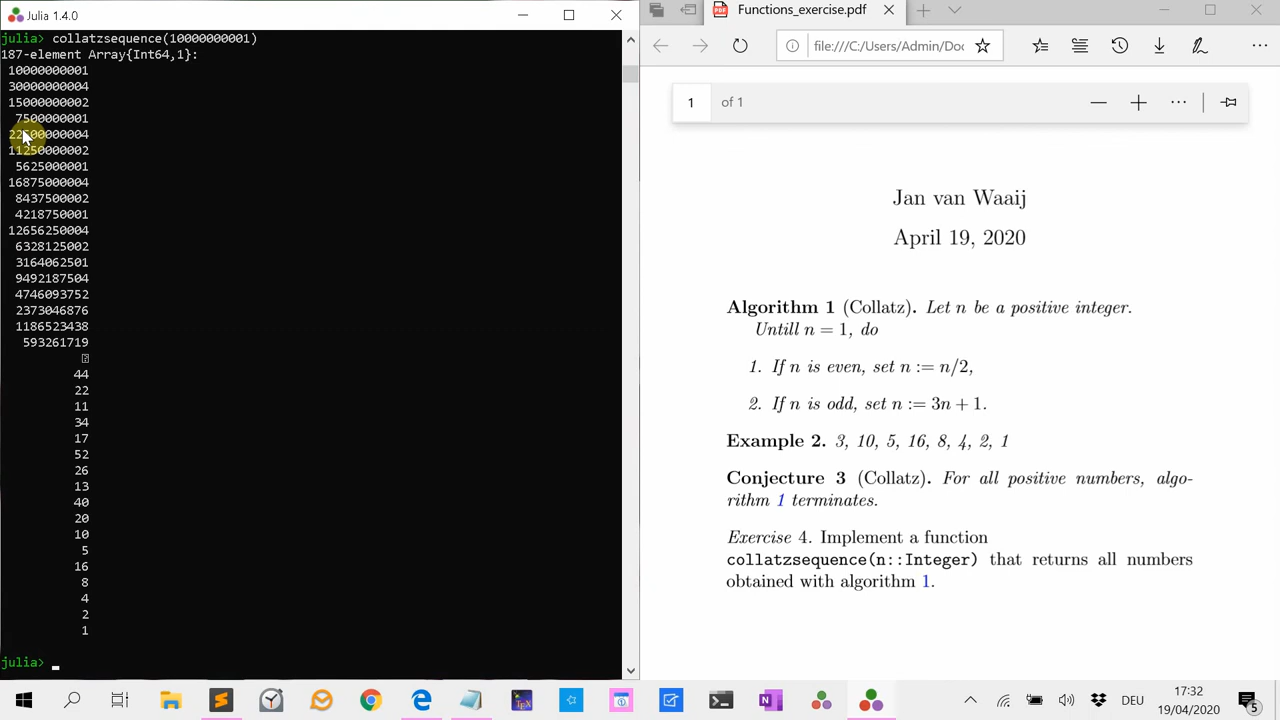 Julia 1.4.0
julia> collatzsequence(10000000001)
187-element Array{Int64,1}:
10000000001
30000000004
15000000002
7500000001
22500000004
11250000002
5625000001
16875000004
8437500002
4218750001
12656250004
6328125002
3164062501
9492187504
4746093752
2373046876
1186523438
593261719
44
22
11
34
17
52
26
13
40
20
10
5
16
8
4
2
1
julia>
Functions_exercise.pdf
file:///C:/Users/Admin/Doc
1 of 1
Jan van Waaij
April 19, 2020
Algorithm 1 (Collatz). Let n be a positive integer.
Untill n = 1, do
1. If n is even, set n := n/2,
2. If n is odd, set n := 3n + 1.
Example 2. 3, 10, 5, 16, 8, 4, 2, 1
Conjecture 3 (Collatz). For all positive numbers, algo-
rithm 1 terminates.
Exercise 4. Implement a function
collatzsequence(n::Integer) that returns all numbers
obtained with algorithm 1.
DEU
17:32
19/04/2020
5